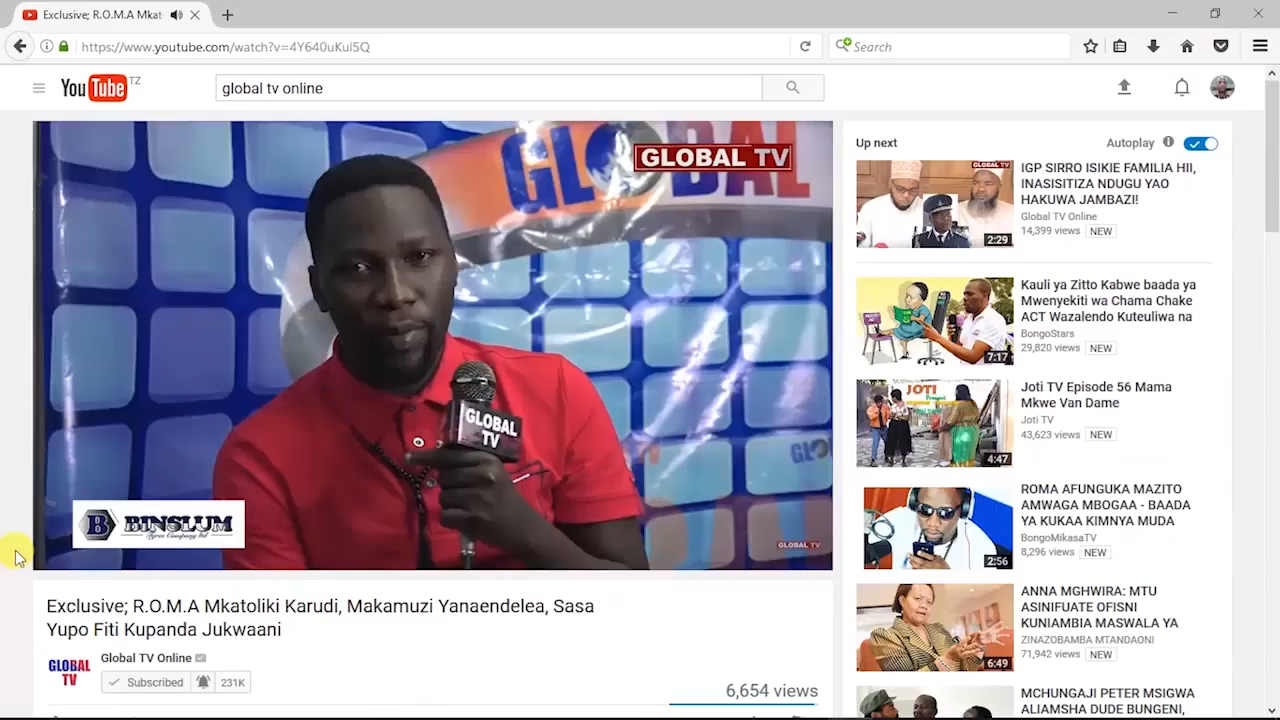 Exclusive; R.O.M.A Mkat
https://www.youtube.com/watch?v=4Y640uKul5Q
Search
YouTube TZ
global tv online
GLOBAL
GLOBAL TV
GLOBAL
TV
BINSLUM
Tyres Company ltd
GLOBAL TV
Exclusive; R.O.M.A Mkatoliki Karudi, Makamuzi Yanaendelea, Sasa
Yupo Fiti Kupanda Jukwaani
GLOBAL
TV
Global TV Online
Subscribed
231K
6,654 views
Up next
Autoplay
GLOBAL TV
2:29
IGP SIRRO ISIKIE FAMILIA HII,
INASISITIZA NDUGU YAO
HAKUWA JAMBAZI!
Global TV Online
14,399 views NEW
7:17
Kauli ya Zitto Kabwe baada ya
Mwenyekiti wa Chama Chake
ACT Wazalendo Kuteuliwa na
BongoStars
29,820 views NEW
JOTI
4:47
Joti TV Episode 56 Mama
Mkwe Van Dame
Joti TV
43,623 views NEW
2:56
ROMA AFUNGUKA MAZITO
AMWAGA MBOGAA - BAADA
YA KUKAA KIMNYA MUDA
BongoMikasaTV
8,296 views NEW
6:49
ANNA MGHWIRA: MTU
ASINIFUATE OFISNI
KUNIAMBIA MASWALA YA
ZINAZOBAMBA MTANDAONI
71,942 views NEW
MCHUNGAJI PETER MSIGWA
ALIAMSHA DUDE BUNGENI,